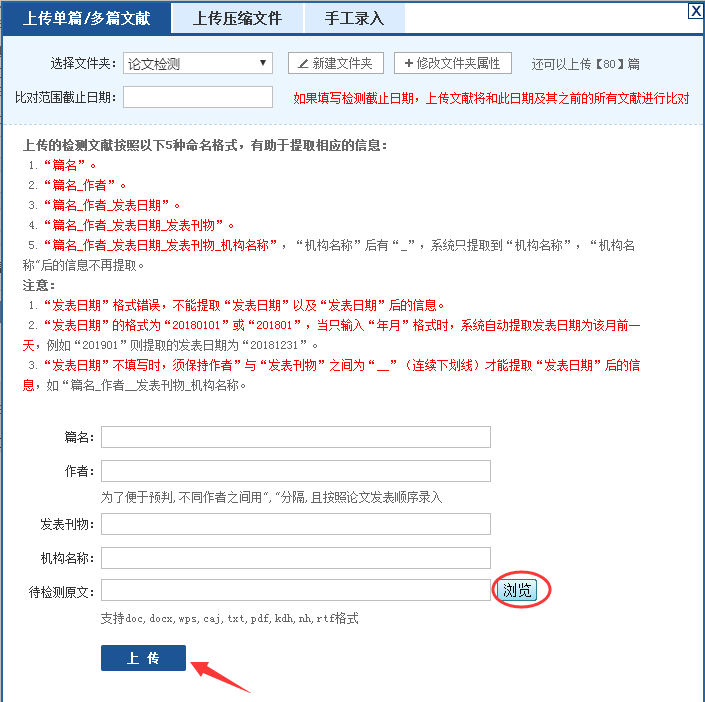 上传单篇/多篇文献 上传压缩文件 手工录入 X
选择文件夹: 论文检测 新建文件夹 修改文件夹属性 还可以上传【80】篇
比对范围截止日期: 如果填写检测截止日期，上传文献将和此日期及其之前的所有文献进行比对
上传的检测文献按照以下5种命名格式，有助于提取相应的信息：
1.“篇名”。
2.“篇名_作者”。
3.“篇名_作者_发表日期”。
4.“篇名_作者_发表日期_发表刊物”。
5.“篇名_作者_发表日期_发表刊物_机构名称”，“机构名称”后有“_”，系统只提取到“机构名称”，“机构名
称”后的信息不再提取。
注意：
1.“发表日期”格式错误，不能提取“发表日期”以及“发表日期”后的信息。
2.“发表日期”的格式为“20180101”或“201801”，当只输入“年月”格式时，系统自动提取发表日期为该月前一
天，例如“201901”则提取的发表日期为“20181231”。
3.“发表日期”不填写时，须保持作者”与“发表刊物”之间为“__”（连续下划线）才能提取“发表日期”后的信
息，如“篇名_作者__发表刊物_机构名称。
篇名:
作者:
为了便于预判,不同作者之间用“,”分隔,且按照论文发表顺序录入
发表刊物:
机构名称:
待检测原文: 浏览
支持doc,docx,wps,caj,txt,pdf,kdh,nh,rtf格式
上 传